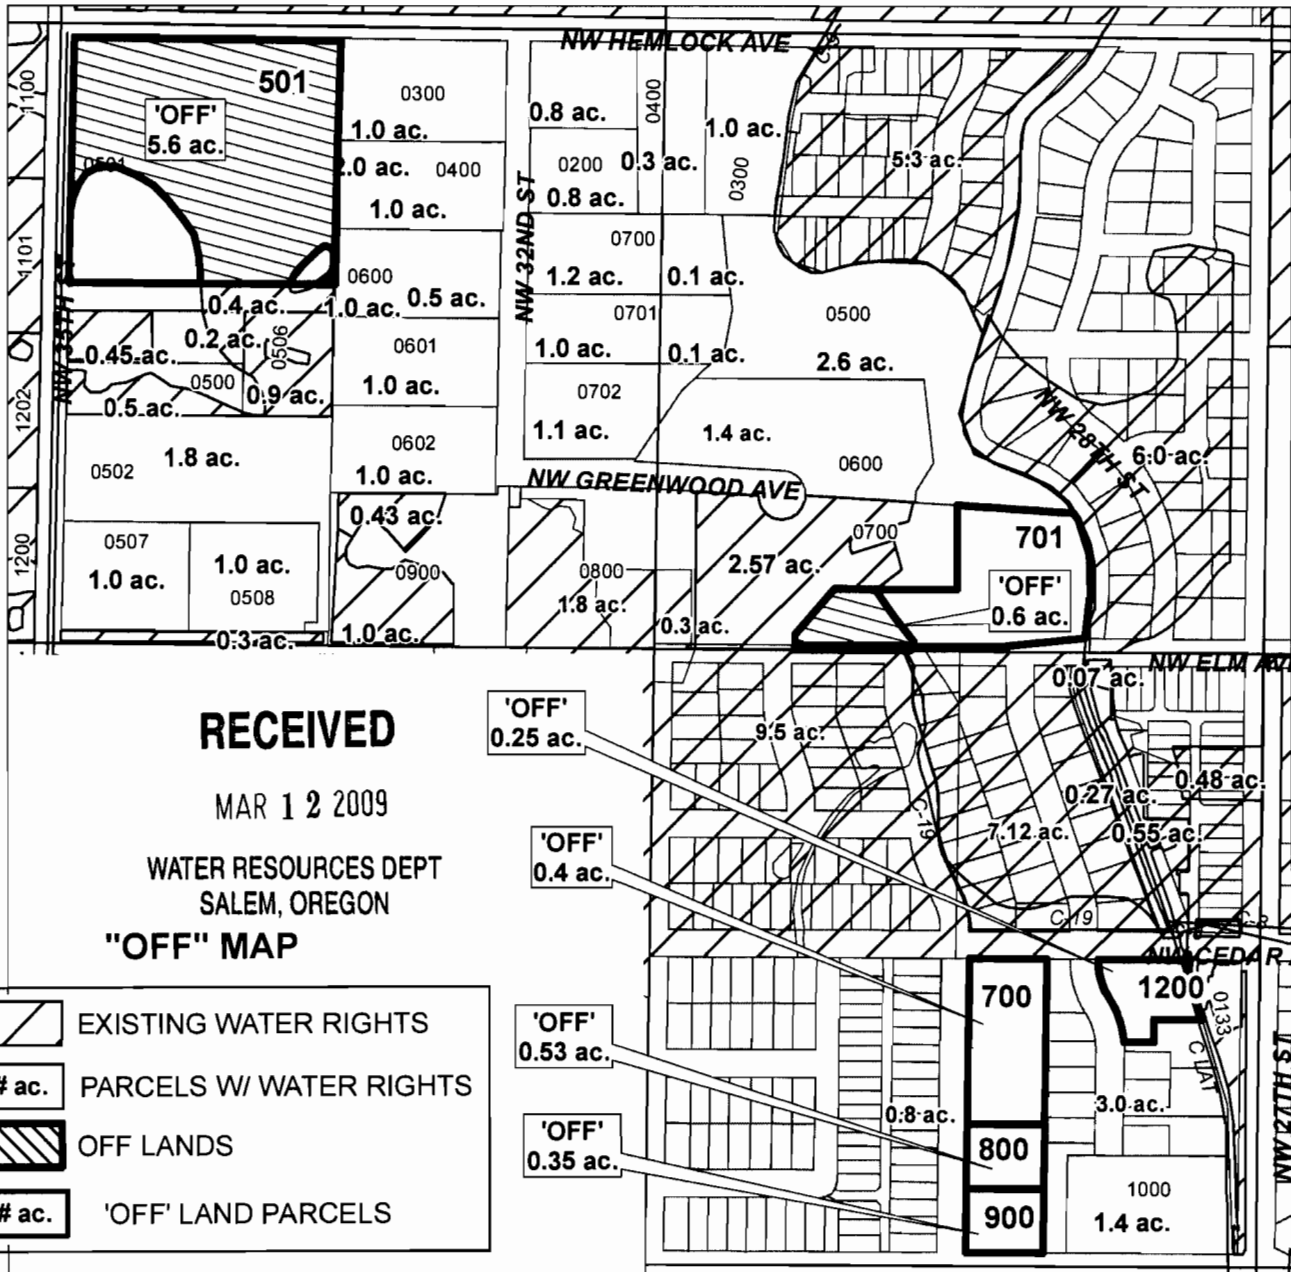 NW HEMLOCK AVE
501
'OFF'
5.6 ac.
0501
1100
1101
1202
1200
NW 35TH ST
0300
1.0 ac.
2.0 ac.
0400
1.0 ac.
0600
0.5 ac.
1.0 ac.
0601
1.0 ac.
0602
1.0 ac.
0.4 ac.
0.2 ac.
0506
0.45 ac.
0500
0.9 ac.
0.5 ac.
1.8 ac.
0502
0507
1.0 ac.
1.0 ac.
0508
0.3 ac.
NW 32ND ST
0.8 ac.
0400
0200
0.3 ac.
0.8 ac.
1.0 ac.
0300
0700
1.2 ac.
0.1 ac.
0701
1.0 ac.
0.1 ac.
0702
1.1 ac.
0500
2.6 ac.
1.4 ac.
0600
5.3 ac.
NW 28TH ST
6.0 ac.
NW GREENWOOD AVE
0.43 ac.
0900
1.0 ac.
0800
1.8 ac.
0.3 ac.
2.57 ac.
0700
701
'OFF'
0.6 ac.
NW ELM AVE
0.07 ac.
9.5 ac.
C-19
7.12 ac.
0.27 ac.
0.55 ac.
0.48 ac.
C-19
C-3
NW CEDAR
RECEIVED
MAR 12 2009
WATER RESOURCES DEPT
SALEM, OREGON
"OFF" MAP
'OFF'
0.25 ac.
'OFF'
0.4 ac.
'OFF'
0.53 ac.
'OFF'
0.35 ac.
700
800
900
1200
0133
C LAT
0.8 ac.
3.0 ac.
1000
1.4 ac.
EXISTING WATER RIGHTS
# ac.
PARCELS W/ WATER RIGHTS
OFF LANDS
# ac.
'OFF' LAND PARCELS